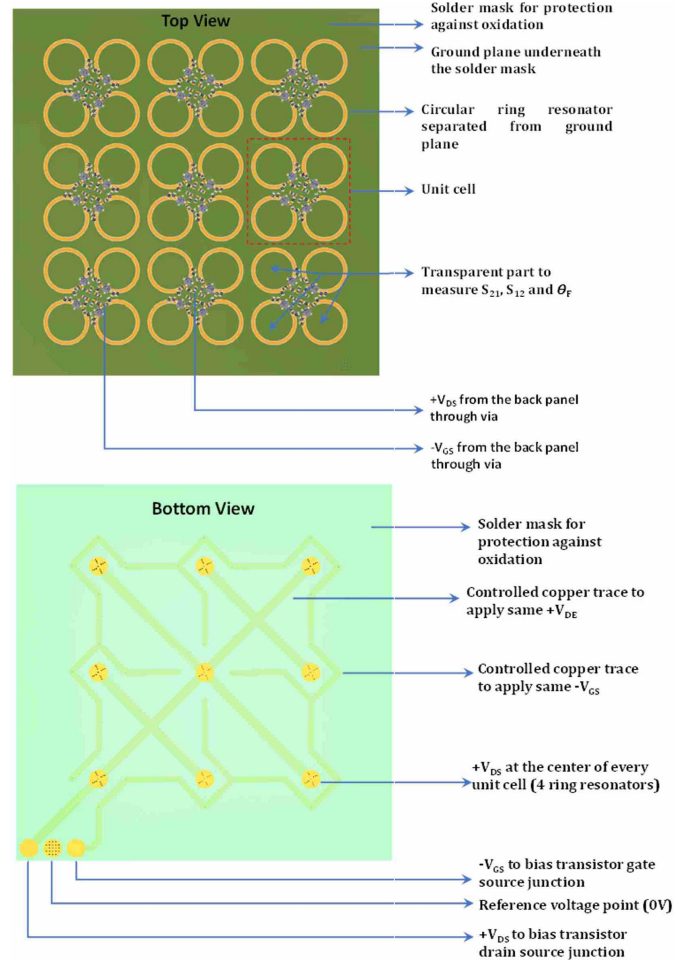 Top View
Solder mask for protection
against oxidation
Ground plane underneath
the solder mask
Circular ring resonator
separated from ground
plane
Unit cell
Transparent part to
measure S21, S12 and θF
+VDS from the back panel
through via
-VGS from the back panel
through via
Bottom View
Solder mask for
protection against
oxidation
Controlled copper trace to
apply same +VDE
Controlled copper trace
to apply same -VGS
+VDS at the center of every
unit cell (4 ring resonators)
-VGS to bias transistor gate
source junction
Reference voltage point (0V)
+VDS to bias transistor
drain source junction